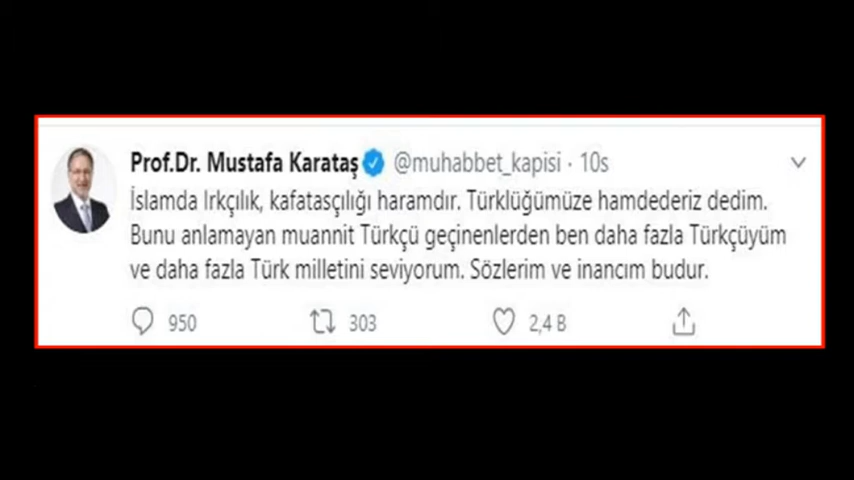 Prof.Dr. Mustafa Karataş @muhabbet_kapisi · 10s
İslamda Irkçılık, kafatasçılığı haramdır. Türklüğümüze hamdederiz dedim.
Bunu anlamayan muannit Türkçü geçinenlerden ben daha fazla Türkçüyüm
ve daha fazla Türk milletini seviyorum. Sözlerim ve inancım budur.
950 303 2,4 B